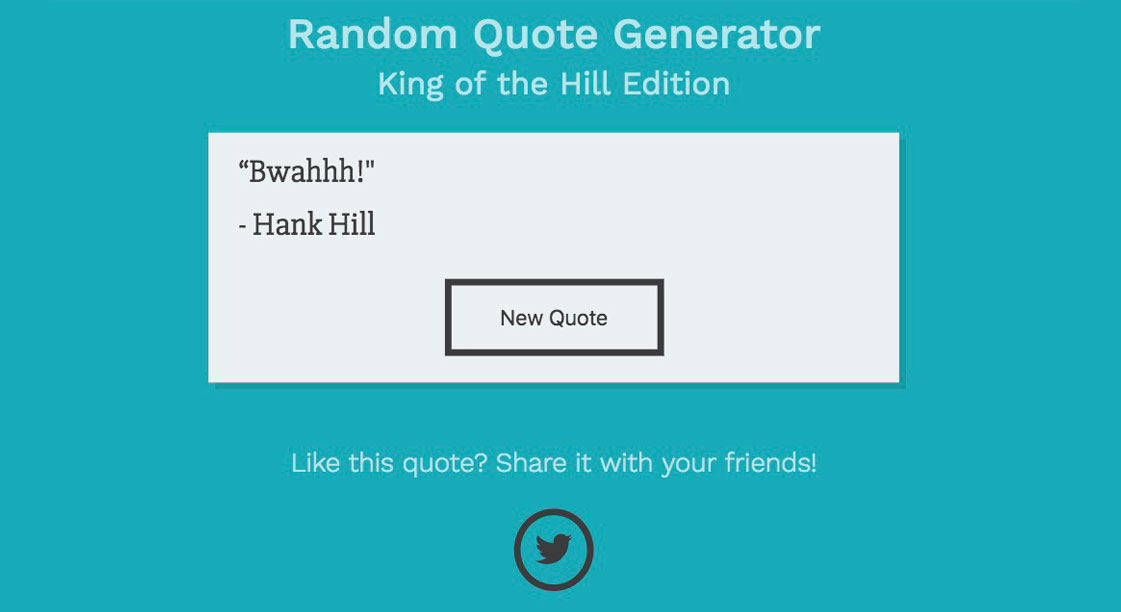 Random Quote Generator
King of the Hill Edition
“Bwahhh!"
- Hank Hill
New Quote
Like this quote? Share it with your friends!